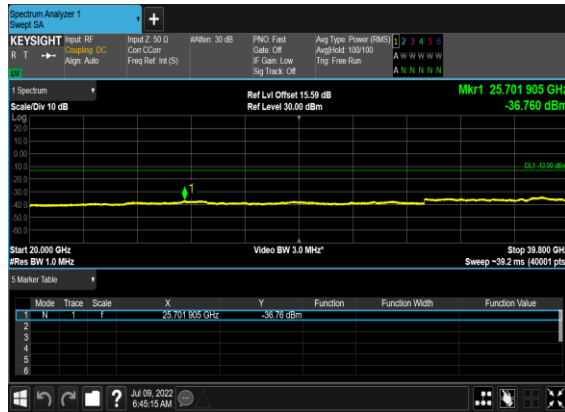 Spectrum Analyzer 1
Swept SA
+
KEYSIGHT Input: RF Input Z: 50 Ω #Atten: 30 dB PNO: Fast Avg Type: Power (RMS) 1 2 3 4 5 6
R T Coupling: DC Corr CCorr Gate: Off Avg|Hold: 100/100 A W W W W W
Align: Auto Freq Ref: Int (S) IF Gain: Low Trig: Free Run
LW Sig Track: Off A N N N N N
1 Spectrum Ref Lvl Offset 15.59 dB Mkr1 25.701 905 GHz
Scale/Div 10 dB Ref Level 30.00 dBm -36.760 dBm
Log
20.0
10.0
0.00
-10.0 DL1 -13.00 dBm
-20.0
-30.0 1
-40.0
-50.0
-60.0
Start 20.000 GHz Video BW 3.0 MHz* Stop 39.800 GHz
#Res BW 1.0 MHz Sweep ~39.2 ms (40001 pts)
5 Marker Table
Mode Trace Scale X Y Function Function Width Function Value
1 N 1 f 25.701 905 GHz -36.76 dBm
2
3
4
5
6
? Jul 09, 2022
6:45:15 AM